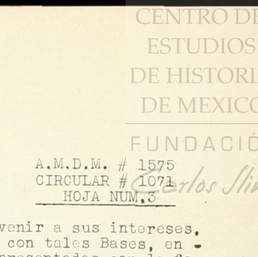 CENTRO DE
ESTUDIOS
DE HISTORI
DE MEXICO
FUNDACIÓ
Carlos Slim
A.M.D.M. # 1575
CIRCULAR # 1071
HOJA NUM.3
venir a sus intereses,
con tales Bases, en -